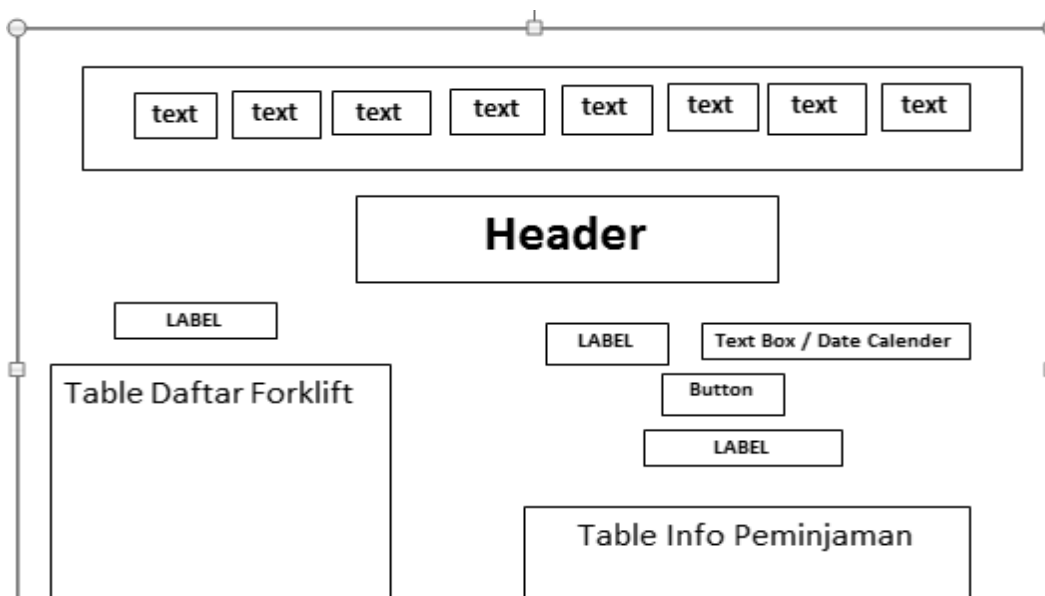 text text text text text text text text
Header
LABEL
LABEL Text Box / Date Calender
Button
LABEL
Table Daftar Forklift
Table Info Peminjaman